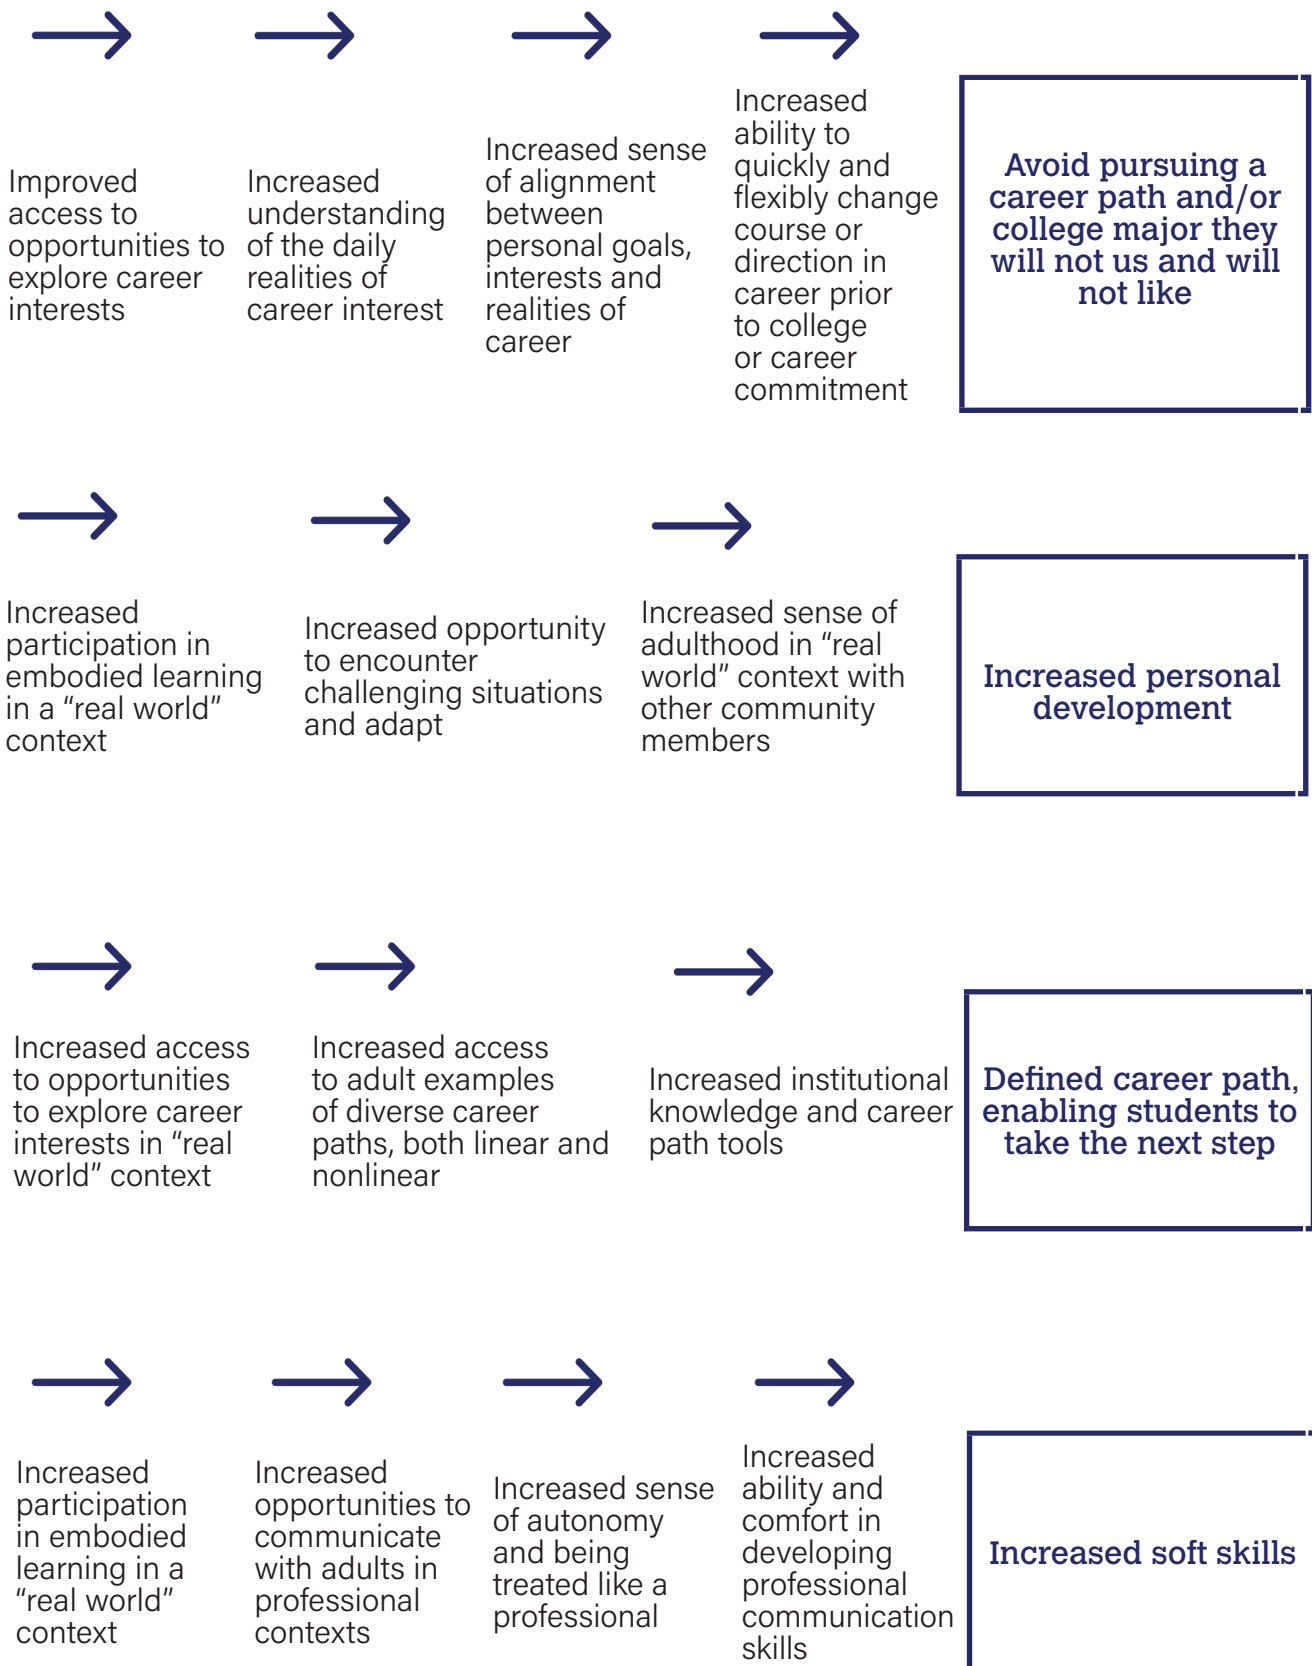 Improved
access to
opportunities to
explore career
interests
Increased
understanding
of the daily
realities of
career interest
Increased sense
of alignment
between
personal goals,
interests and
realities of
career
Increased
ability to
quickly and
flexibly change
course or
direction in
career prior
to college
or career
commitment
Avoid pursuing a
career path and/or
college major they
will not us and will
not like
Increased
participation in
embodied learning
in a “real world”
context
Increased opportunity
to encounter
challenging situations
and adapt
Increased sense of
adulthood in “real
world” context with
other community
members
Increased personal
development
Increased access
to opportunities
to explore career
interests in “real
world” context
Increased access
to adult examples
of diverse career
paths, both linear and
nonlinear
Increased institutional
knowledge and career
path tools
Defined career path,
enabling students to
take the next step
Increased
participation
in embodied
learning in a
“real world”
context
Increased
opportunities to
communicate
with adults in
professional
contexts
Increased sense
of autonomy
and being
treated like a
professional
Increased
ability and
comfort in
developing
professional
communication
skills
Increased soft skills